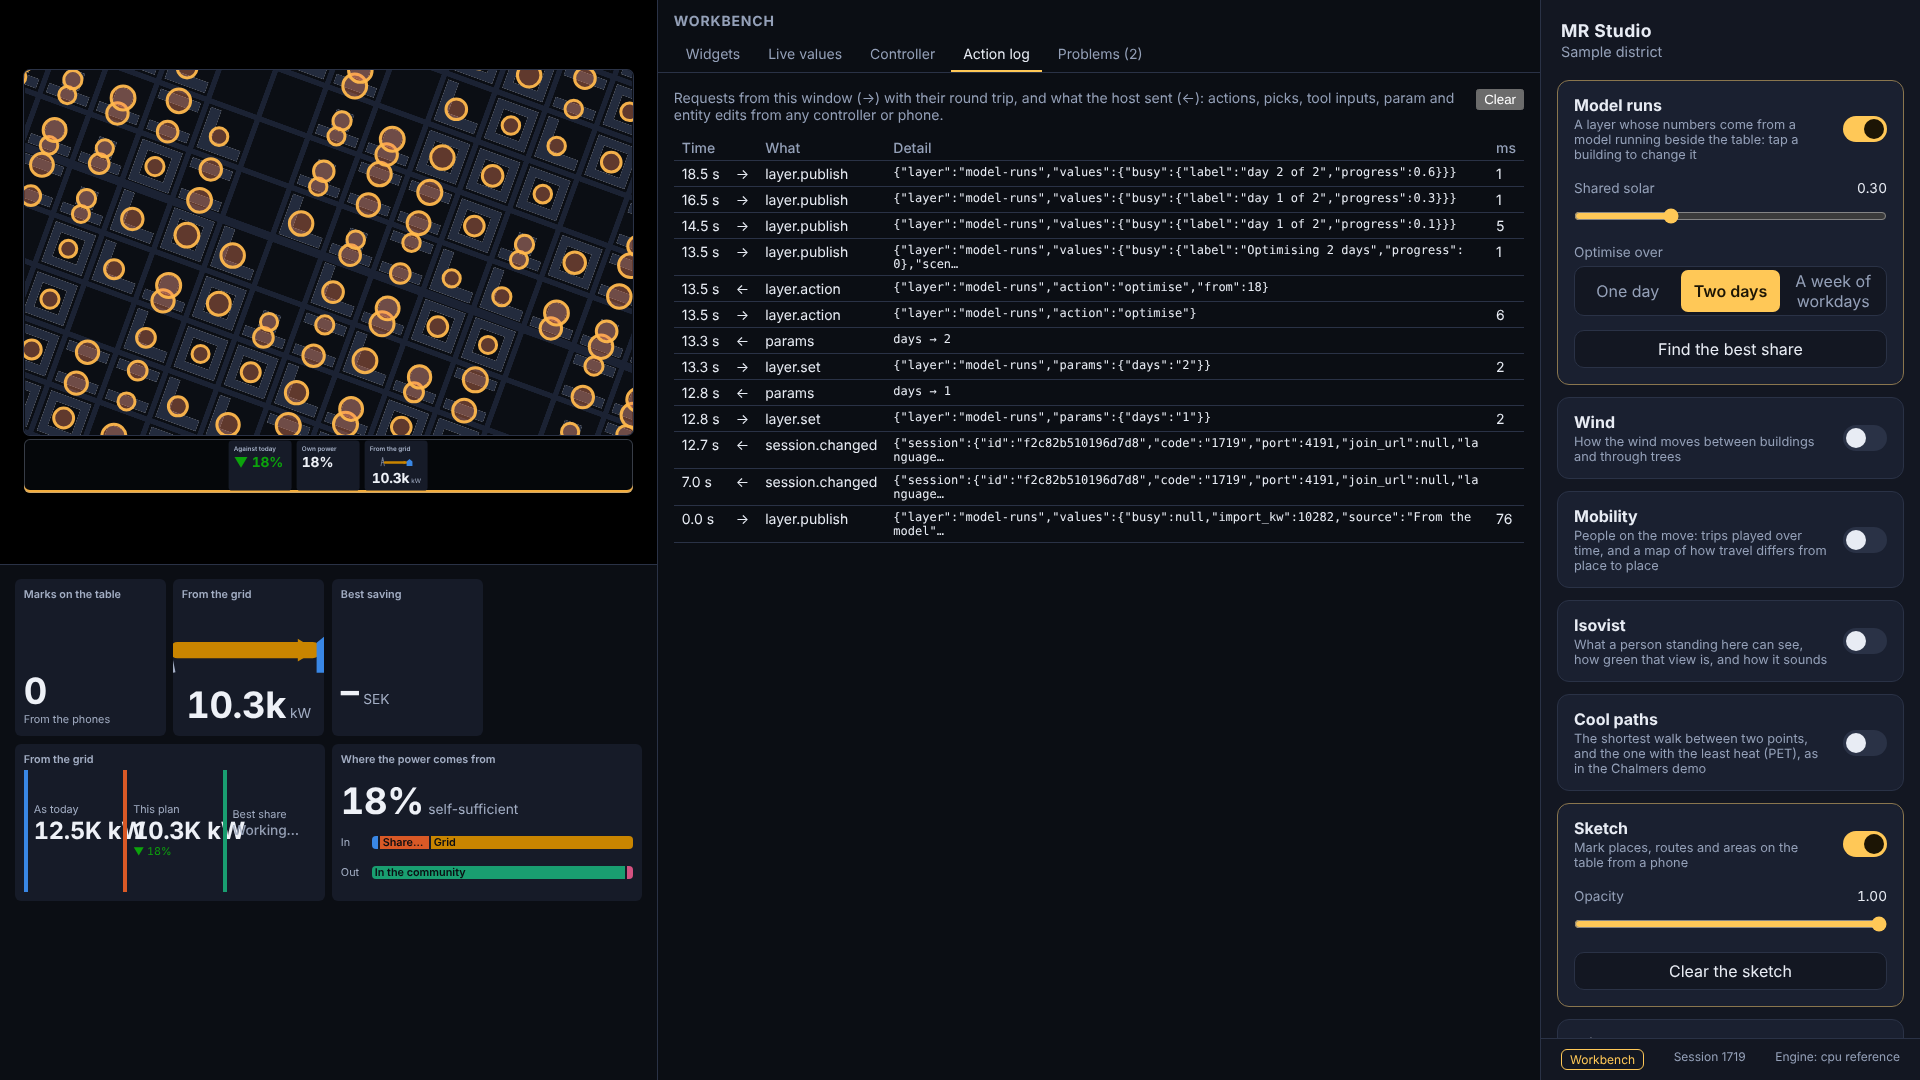 Against today
▼ 18%
Own power
18%
From the grid
10.3k kW
Marks on the table
0
From the phones
From the grid
10.3k kW
Best saving
– SEK
From the grid
As today
12.5K kW
This plan
10.3K kW
▼ 18%
Best share
Working...
Where the power comes from
18% self-sufficient
In
Share...
Grid
Out
In the community
WORKBENCH
Widgets
Live values
Controller
Action log
Problems (2)
Requests from this window (→) with their round trip, and what the host sent (←): actions, picks, tool inputs, param and
entity edits from any controller or phone.
Clear
Time What Detail ms
18.5 s → layer.publish {"layer":"model-runs","values":{"busy":{"label":"day 2 of 2","progress":0.6}}} 1
16.5 s → layer.publish {"layer":"model-runs","values":{"busy":{"label":"day 1 of 2","progress":0.3}}} 1
14.5 s → layer.publish {"layer":"model-runs","values":{"busy":{"label":"day 1 of 2","progress":0.1}}} 5
13.5 s → layer.publish {"layer":"model-runs","values":{"busy":{"label":"Optimising 2 days","progress": 1
0},"scen…
13.5 s ← layer.action {"layer":"model-runs","action":"optimise","from":18}
13.5 s → layer.action {"layer":"model-runs","action":"optimise"} 6
13.3 s ← params days → 2
13.3 s → layer.set {"layer":"model-runs","params":{"days":"2"}} 2
12.8 s ← params days → 1
12.8 s → layer.set {"layer":"model-runs","params":{"days":"1"}} 2
12.7 s ← session.changed {"session":{"id":"f2c82b510196d7d8","code":"1719","port":4191,"join_url":null,"la
nguage…
7.0 s ← session.changed {"session":{"id":"f2c82b510196d7d8","code":"1719","port":4191,"join_url":null,"la
nguage…
0.0 s → layer.publish {"layer":"model-runs","values":{"busy":null,"import_kw":10282,"source":"From the 76
model"…
MR Studio
Sample district
Model runs
A layer whose numbers come from a
model running beside the table: tap a
building to change it
Shared solar 0.30
Optimise over
One day
Two days
A week of
workdays
Find the best share
Wind
How the wind moves between buildings
and through trees
Mobility
People on the move: trips played over
time, and a map of how travel differs from
place to place
Isovist
What a person standing here can see,
how green that view is, and how it sounds
Cool paths
The shortest walk between two points,
and the one with the least heat (PET), as
in the Chalmers demo
Sketch
Mark places, routes and areas on the
table from a phone
Opacity 1.00
Clear the sketch
Workbench
Session 1719
Engine: cpu reference